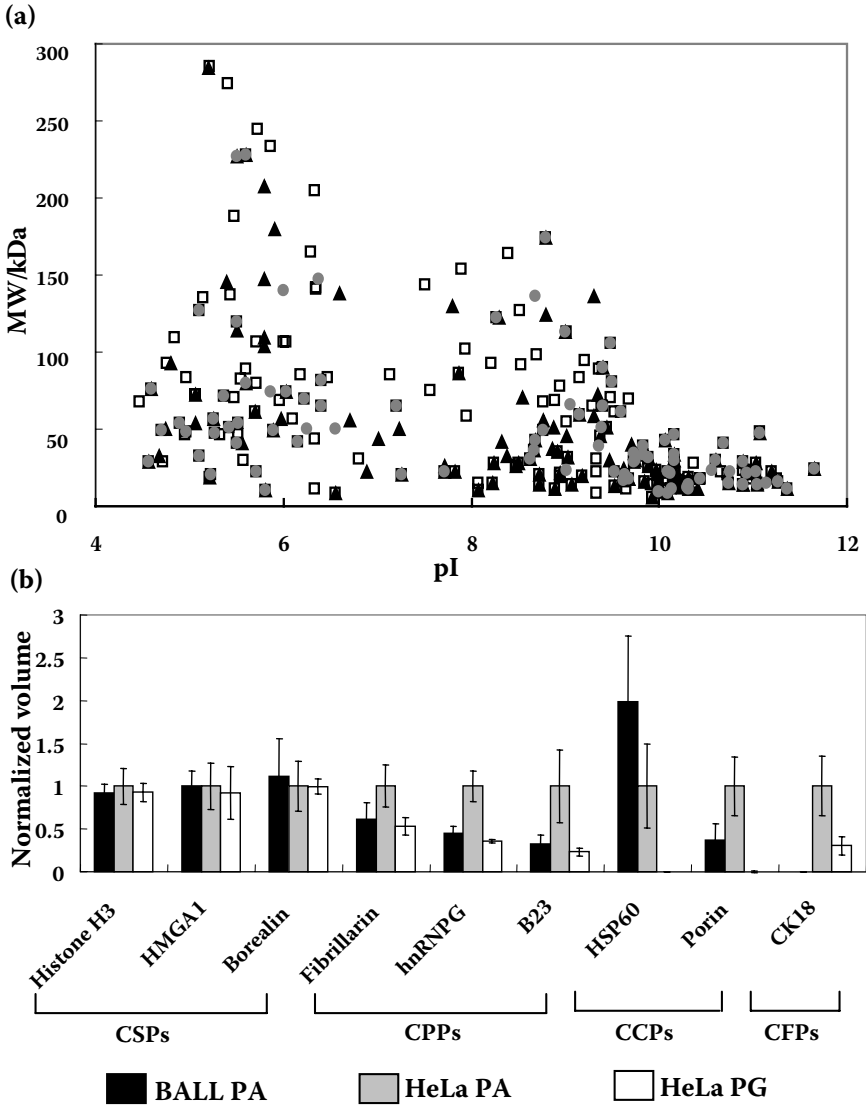 (a)
300
250
200
150
100
50
0
MW/kDa
4 6 8 10 12
pI
(b)
3
2.5
2
1.5
1
0.5
0
Normalized volume
Histone H3
HMGA1
Borealin
Fibrillarin
hnRNPG
B23
HSP60
Porin
CK18
CSPs CPPs CCPs CFPs
BALL PA HeLa PA HeLa PG